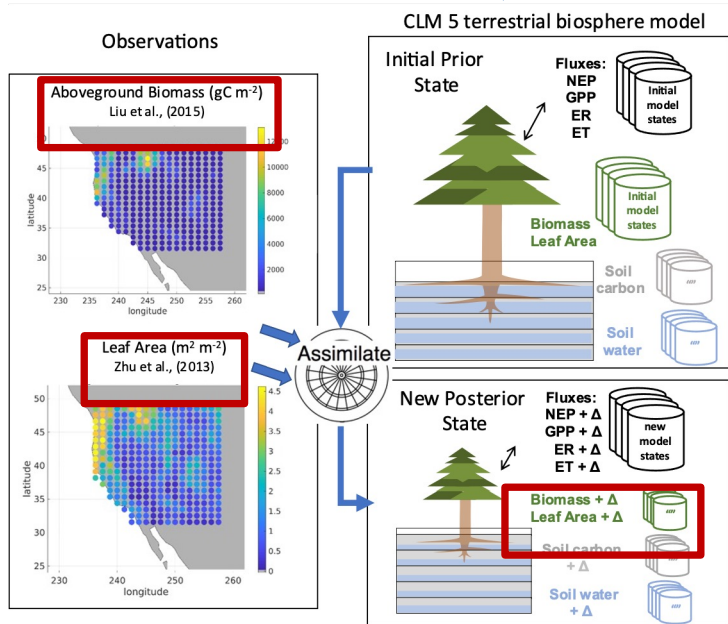 CLM 5 terrestrial biosphere model
Observations
Aboveground Biomass (gC m-2)
Liu et al., (2015)
45
40
35
30
25
latitude
230
235
240
245
250
255
260
longitude
10000
8000
6000
4000
2000
Leaf Area (m² m-2)
Zhu et al., (2013)
50
45
40
35
30
25
latitude
230
240
250
260
longitude
4.5
4
3.5
3
2.5
2
1.5
1
0.5
0
Assimilate
Initial Prior
State
Fluxes:
NEP
GPP
ER
ET
Initial
model
states
Biomass
Leaf Area
Initial
model
states
Soil
carbon
""
Soil
water
""
New Posterior
State
Fluxes:
NEP + Δ
GPP + Δ
ER + Δ
ET + Δ
new
model
states
Biomass + Δ
Leaf Area + Δ
""
Soil carbon
+ Δ
""
Soil water
+ Δ
""